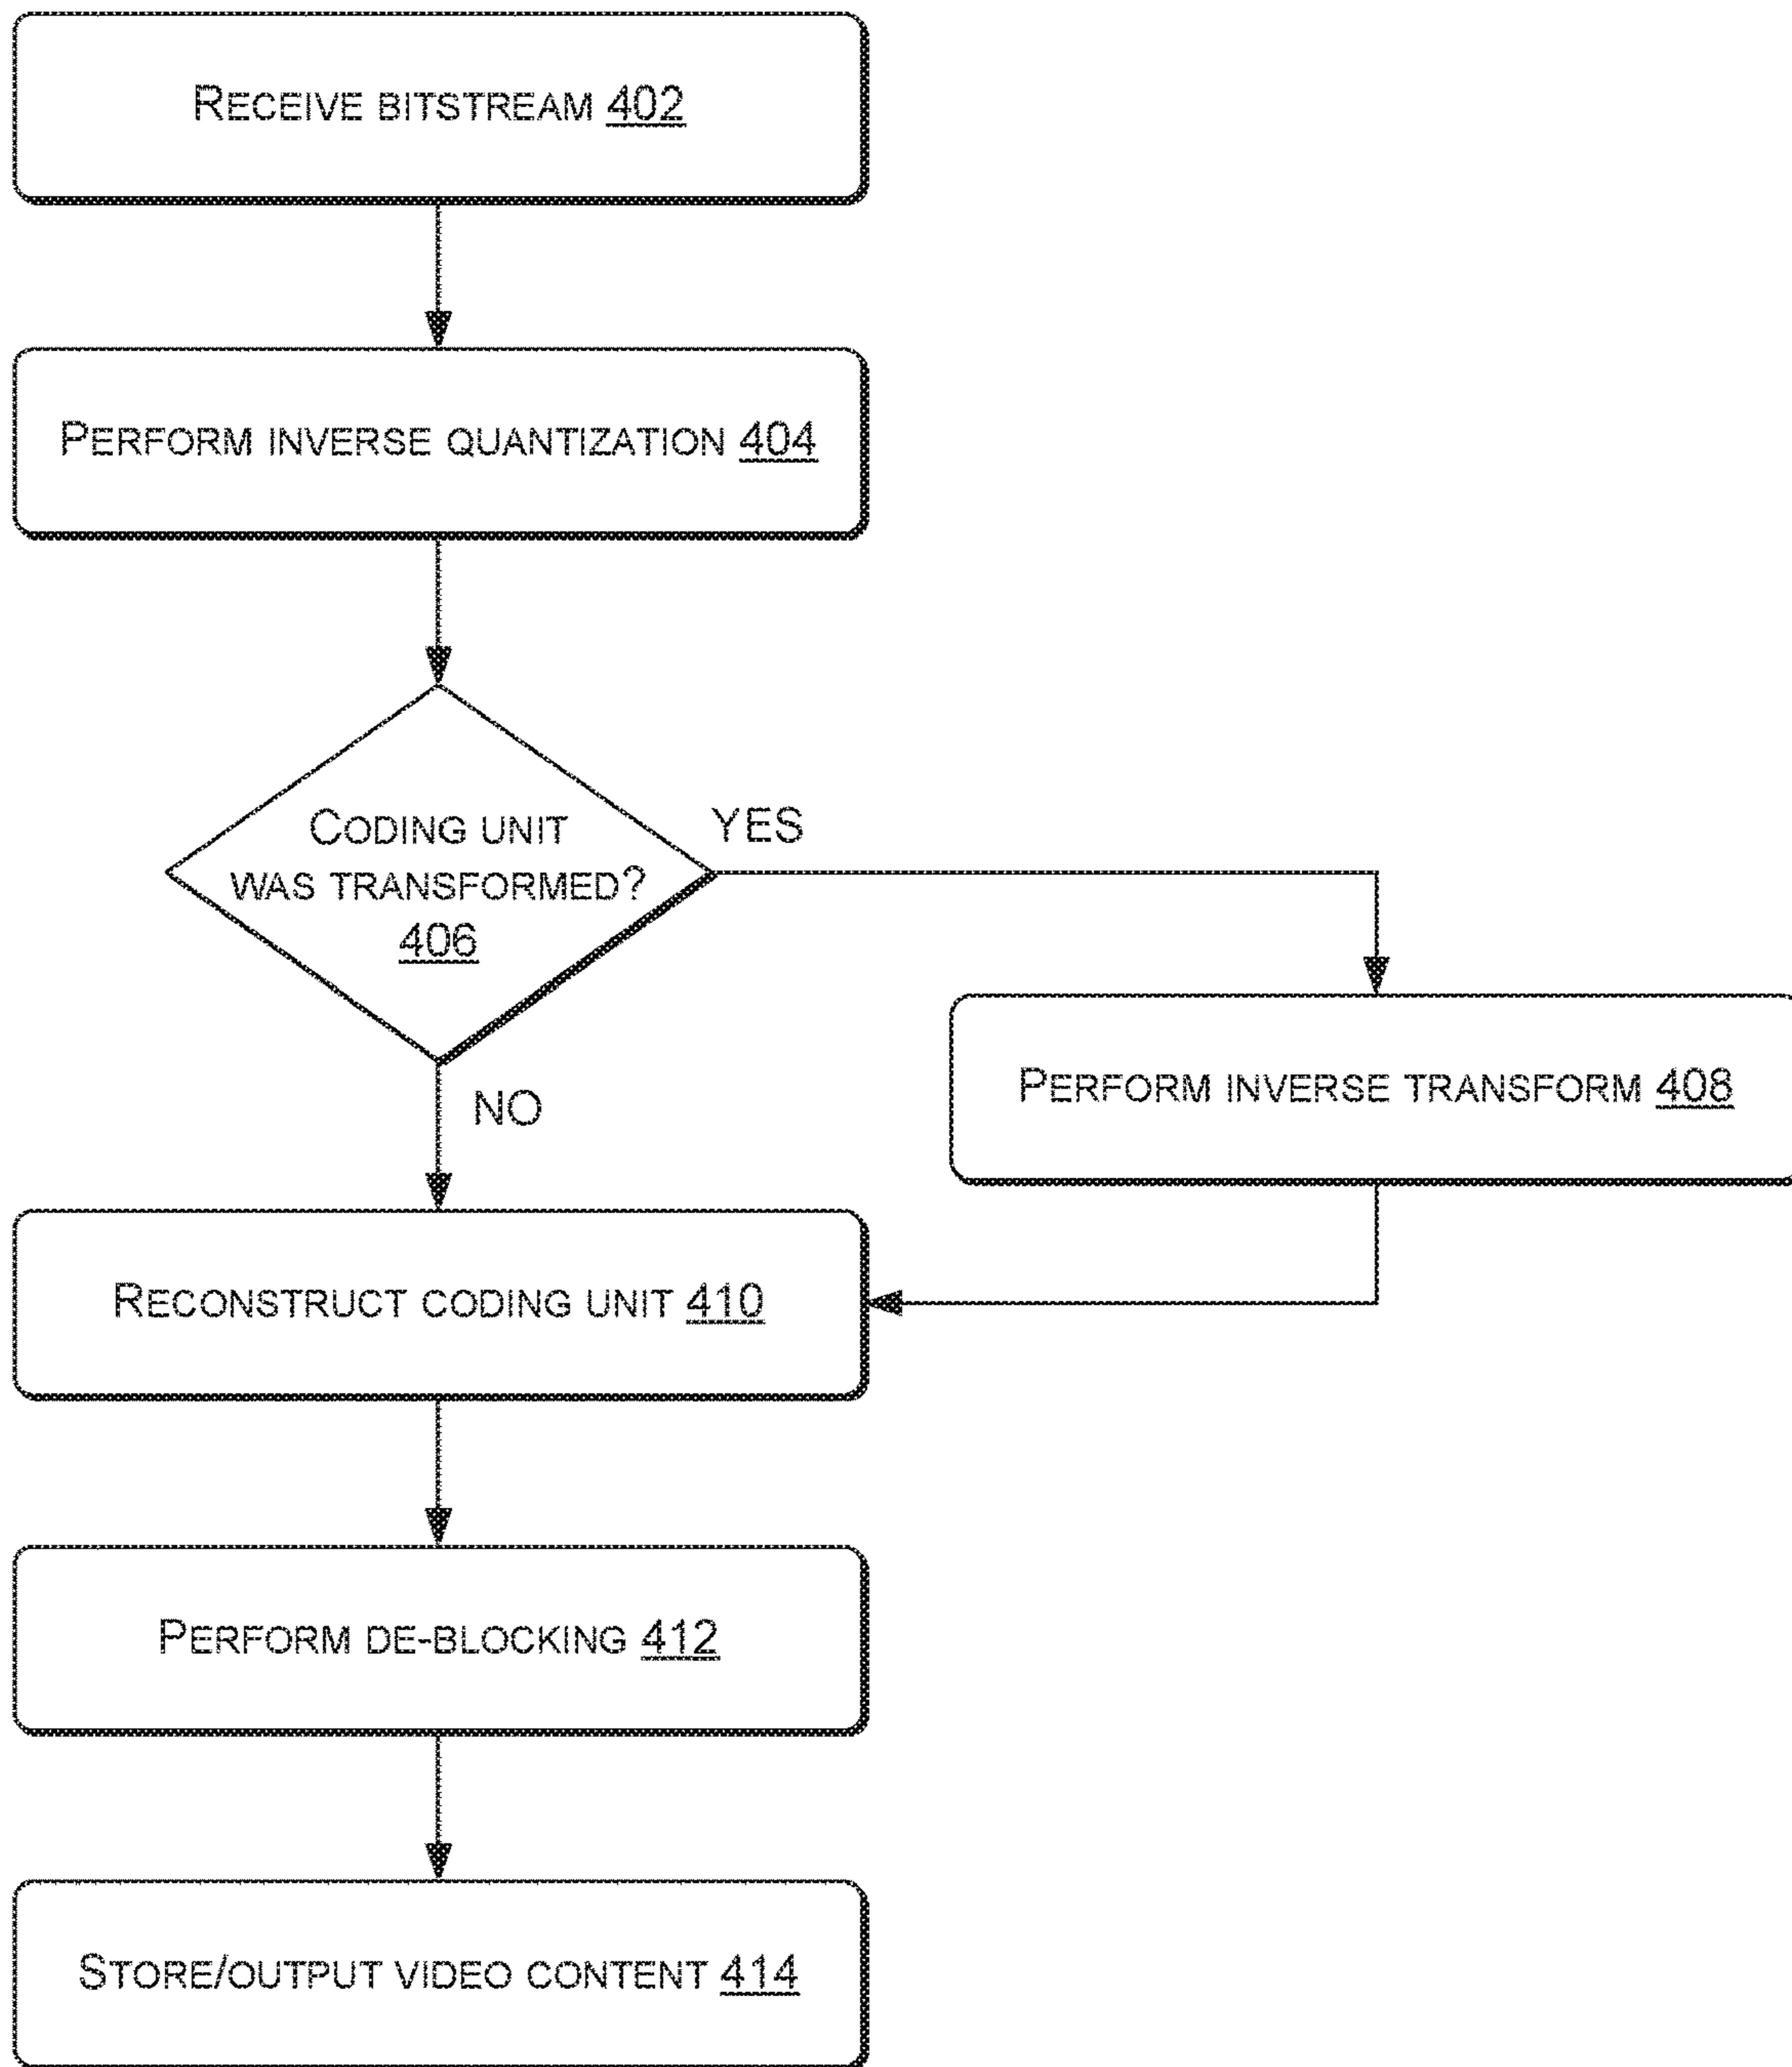 RECEIVE BITSTREAM 402
PERFORM INVERSE QUANTIZATION 404
CODING UNIT
WAS TRANSFORMED?
406
YES
NO
PERFORM INVERSE TRANSFORM 408
RECONSTRUCT CODING UNIT 410
PERFORM DE-BLOCKING 412
STORE/OUTPUT VIDEO CONTENT 414